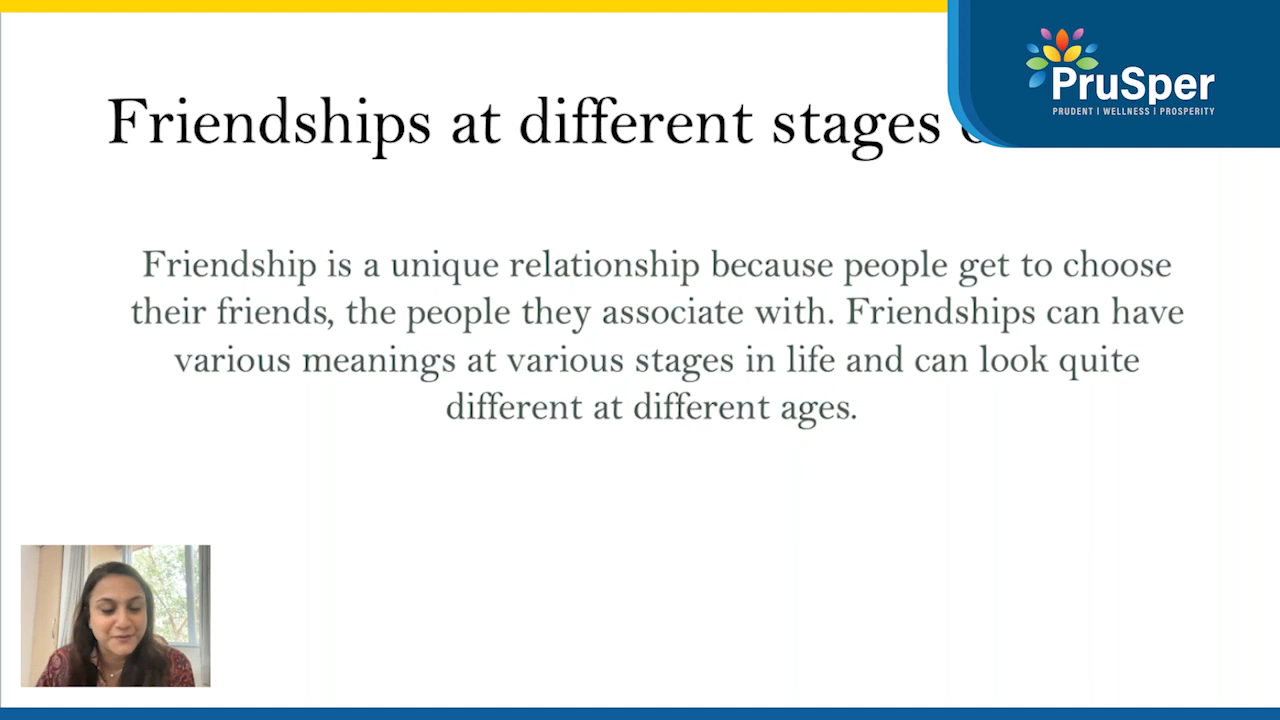 Friendships at different stages
PruSper
PRUDENT | WELLNESS | PROSPERITY
Friendship is a unique relationship because people get to choose
their friends, the people they associate with. Friendships can have
various meanings at various stages in life and can look quite
different at different ages.